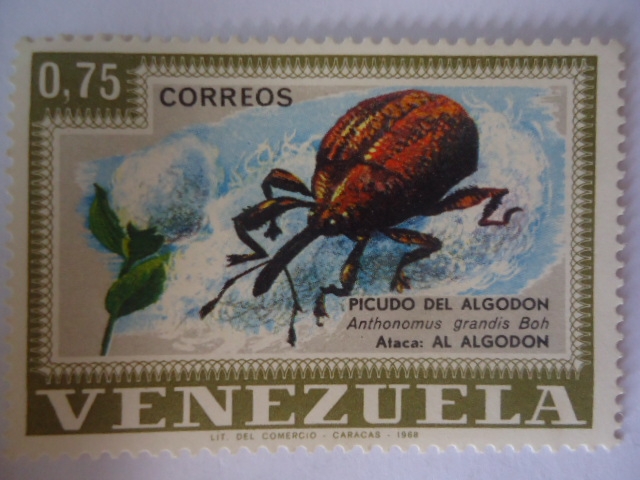 0,75
CORREOS
PICUDO DEL ALGODON
Anthonomus grandis Boh
Ataca: AL ALGODON
VENEZUELA
LIT. DEL COMERCIO - CARACAS - 1968